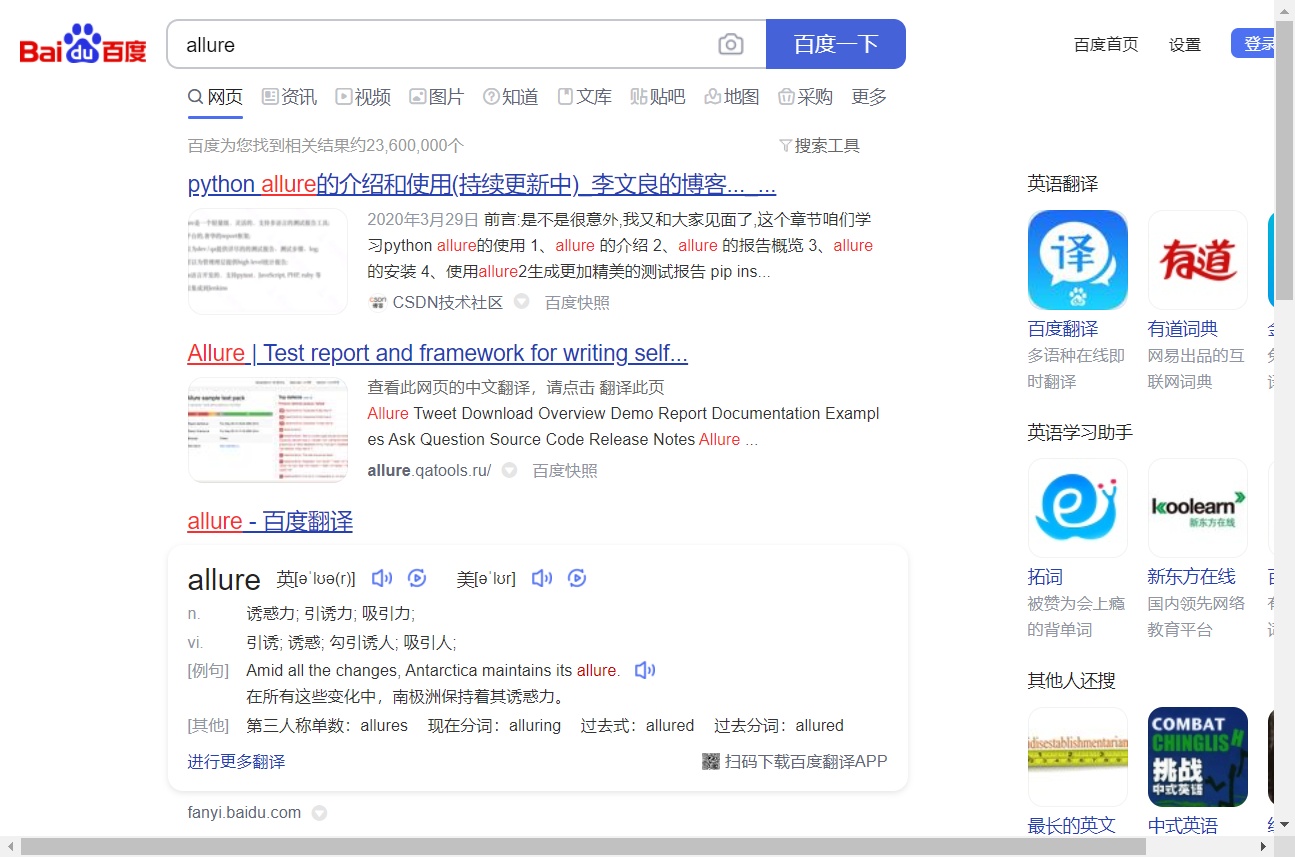 Bai du 百度
allure
百度一下
百度首页 设置 登录
网页 资讯 视频 图片 知道 文库 贴吧 地图 采购 更多
百度为您找到相关结果约23,600,000个
搜索工具
python allure的介绍和使用(持续更新中)_李文良的博客..._...
2020年3月29日 前言:是不是很意外,我又和大家见面了,这个章节咱们学
习python allure的使用 1、allure 的介绍 2、allure 的报告概览 3、allure
的安装 4、使用allure2生成更加精美的测试报告 pip ins...
CSDN技术社区 百度快照
Allure | Test report and framework for writing self...
查看此网页的中文翻译，请点击 翻译此页
Allure Tweet Download Overview Demo Report Documentation Exampl
es Ask Question Source Code Release Notes Allure ...
allure.qatools.ru/ 百度快照
allure - 百度翻译
allure 英[əˈlʊə(r)] 美[əˈlʊr]
n. 诱惑力; 引诱力; 吸引力;
vi. 引诱; 诱惑; 勾引诱人; 吸引人;
[例句] Amid all the changes, Antarctica maintains its allure.
在所有这些变化中，南极洲保持着其诱惑力。
[其他] 第三人称单数：allures 现在分词：alluring 过去式：allured 过去分词：allured
进行更多翻译
扫码下载百度翻译APP
fanyi.baidu.com
英语翻译
译 有道
百度翻译 有道词典
多语种在线即 网易出品的互
时翻译 联网词典
英语学习助手
koolearn
新东方在线
拓词 新东方在线
被赞为会上瘾 国内领先网络
的背单词 教育平台
其他人还搜
disestablishmentarian
COMBAT
CHINGLISH
挑战
中式英语
最长的英文 中式英语